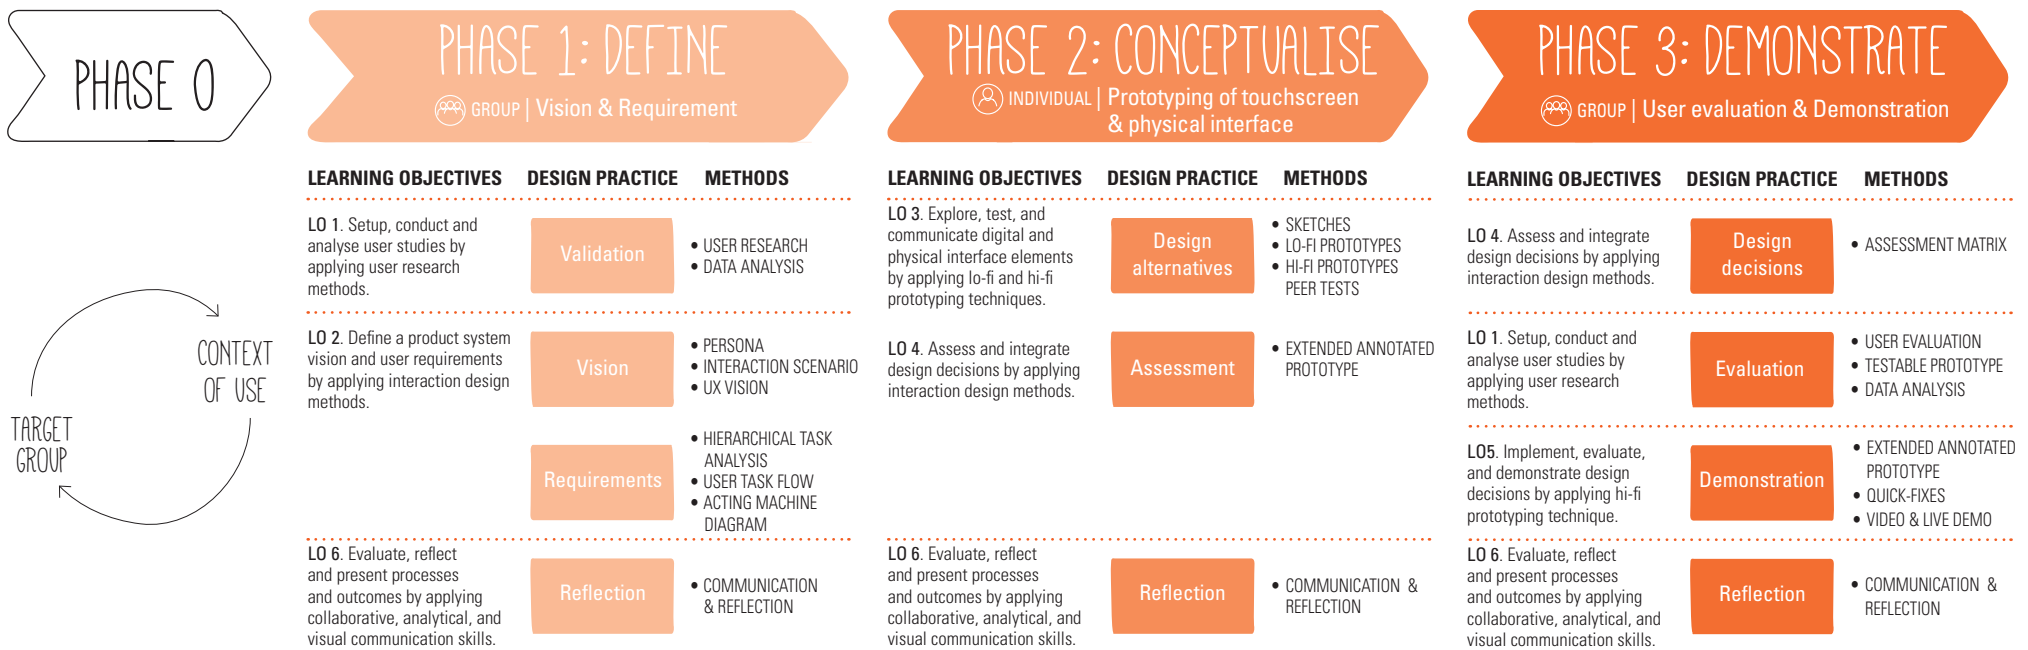 PHASE 0
CONTEXT
OF USE
TARGET
GROUP
PHASE 1: DEFINE
GROUP | Vision & Requirement
LEARNING OBJECTIVES DESIGN PRACTICE METHODS
LO 1. Setup, conduct and
analyse user studies by
applying user research
methods.
Validation
• USER RESEARCH
• DATA ANALYSIS
LO 2. Define a product system
vision and user requirements
by applying interaction design
methods.
Vision
• PERSONA
• INTERACTION SCENARIO
• UX VISION
Requirements
• HIERARCHICAL TASK
ANALYSIS
• USER TASK FLOW
• ACTING MACHINE
DIAGRAM
LO 6. Evaluate, reflect
and present processes
and outcomes by applying
collaborative, analytical, and
visual communication skills.
Reflection
• COMMUNICATION
& REFLECTION
PHASE 2: CONCEPTUALISE
INDIVIDUAL | Prototyping of touchscreen
& physical interface
LEARNING OBJECTIVES DESIGN PRACTICE METHODS
LO 3. Explore, test, and
communicate digital and
physical interface elements
by applying lo-fi and hi-fi
prototyping techniques.
Design
alternatives
• SKETCHES
• LO-FI PROTOTYPES
• HI-FI PROTOTYPES
PEER TESTS
LO 4. Assess and integrate
design decisions by applying
interaction design methods.
Assessment
• EXTENDED ANNOTATED
PROTOTYPE
LO 6. Evaluate, reflect
and present processes
and outcomes by applying
collaborative, analytical, and
visual communication skills.
Reflection
• COMMUNICATION &
REFLECTION
PHASE 3: DEMONSTRATE
GROUP | User evaluation & Demonstration
LEARNING OBJECTIVES DESIGN PRACTICE METHODS
LO 4. Assess and integrate
design decisions by applying
interaction design methods.
Design
decisions
• ASSESSMENT MATRIX
LO 1. Setup, conduct and
analyse user studies by
applying user research
methods.
Evaluation
• USER EVALUATION
• TESTABLE PROTOTYPE
• DATA ANALYSIS
LO5. Implement, evaluate,
and demonstrate design
decisions by applying hi-fi
prototyping technique.
Demonstration
• EXTENDED ANNOTATED
PROTOTYPE
• QUICK-FIXES
• VIDEO & LIVE DEMO
LO 6. Evaluate, reflect
and present processes
and outcomes by applying
collaborative, analytical, and
visual communication skills.
Reflection
• COMMUNICATION &
REFLECTION